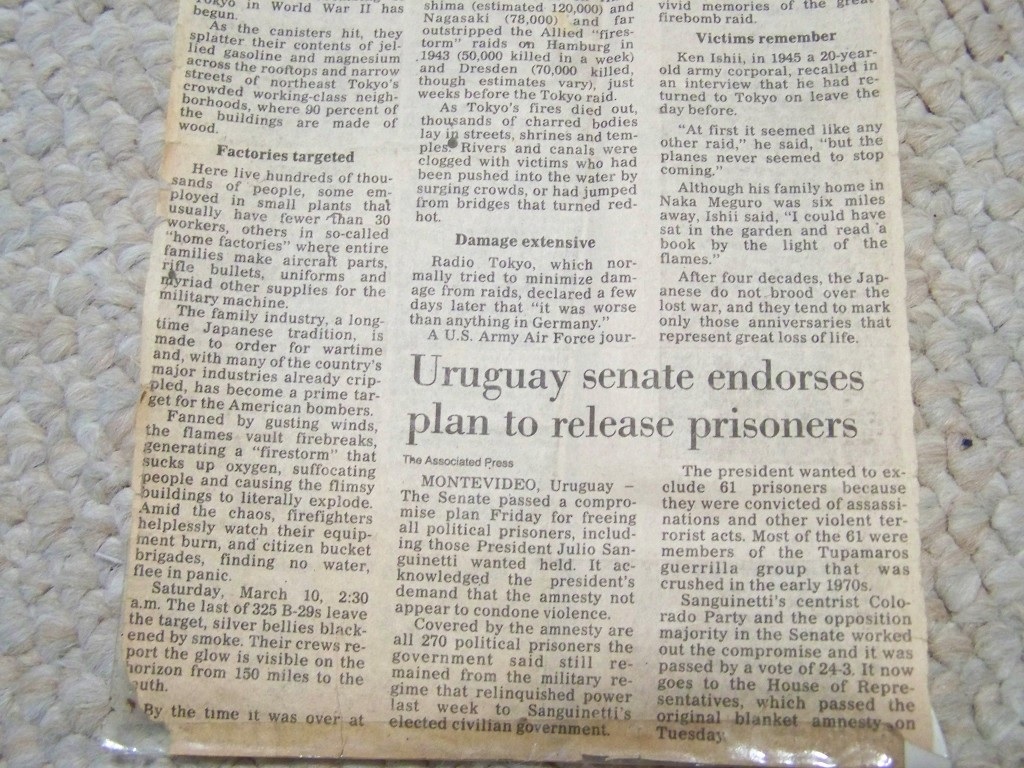 Tokyo in World War II has
begun.
As the canisters hit, they
splatter their contents of jel-
lied gasoline and magnesium
across the rooftops and narrow
streets of northeast Tokyo's
crowded working-class neigh-
borhoods, where 90 percent of
the buildings are made of
wood.
Factories targeted
Here live hundreds of thou-
sands of people, some em-
ployed in small plants that
usually have fewer than 30
workers, others in so-called
"home factories" where entire
families make aircraft parts,
rifle bullets, uniforms and
myriad other supplies for the
military machine.
The family industry, a long-
time Japanese tradition, is
made to order for wartime
and, with many of the country's
major industries already crip-
pled, has become a prime tar-
get for the American bombers.
Fanned by gusting winds,
the flames vault firebreaks,
generating a "firestorm" that
sucks up oxygen, suffocating
people and causing the flimsy
buildings to literally explode.
Amid the chaos, firefighters
helplessly watch their equip-
ment burn, and citizen bucket
brigades, finding no water,
flee in panic.
Saturday, March 10, 2:30
a.m. The last of 325 B-29s leave
the target, silver bellies black-
ened by smoke. Their crews re-
port the glow is visible on the
horizon from 150 miles to the
outh.
By the time it was over at
shima (estimated 120,000) and
Nagasaki (78,000) and far
outstripped the Allied "fires-
torm" raids on Hamburg in
1943 (50,000 killed in a week)
and Dresden (70,000 killed,
though estimates vary), just
weeks before the Tokyo raid.
As Tokyo's fires died out,
thousands of charred bodies
lay in streets, shrines and tem-
ples. Rivers and canals were
clogged with victims who had
been pushed into the water by
surging crowds, or had jumped
from bridges that turned red-
hot.
Damage extensive
Radio Tokyo, which nor-
mally tried to minimize dam-
age from raids, declared a few
days later that "it was worse
than anything in Germany."
A U.S. Army Air Force jour-
vivid memories of the great
firebomb raid.
Victims remember
Ken Ishii, in 1945 a 20-year-
old army corporal, recalled in
an interview that he had re-
turned to Tokyo on leave the
day before.
"At first it seemed like any
other raid," he said, "but the
planes never seemed to stop
coming."
Although his family home in
Naka Meguro was six miles
away, Ishii said, "I could have
sat in the garden and read a
book by the light of the
flames."
After four decades, the Jap-
anese do not brood over the
lost war, and they tend to mark
only those anniversaries that
represent great loss of life.
Uruguay senate endorses
plan to release prisoners
The Associated Press
MONTEVIDEO, Uruguay –
The Senate passed a compro-
mise plan Friday for freeing
all political prisoners, includ-
ing those President Julio San-
guinetti wanted held. It ac-
knowledged the president's
demand that the amnesty not
appear to condone violence.
Covered by the amnesty are
all 270 political prisoners the
government said still re-
mained from the military re-
gime that relinquished power
last week to Sanguinetti's
elected civilian government.
The president wanted to ex-
clude 61 prisoners because
they were convicted of assassi-
nations and other violent ter-
rorist acts. Most of the 61 were
members of the Tupamaros
guerrilla group that was
crushed in the early 1970s.
Sanguinetti's centrist Colo-
rado Party and the opposition
majority in the Senate worked
out the compromise and it was
passed by a vote of 24-3. It now
goes to the House of Repre-
sentatives, which passed the
original blanket amnesty on
Tuesday.